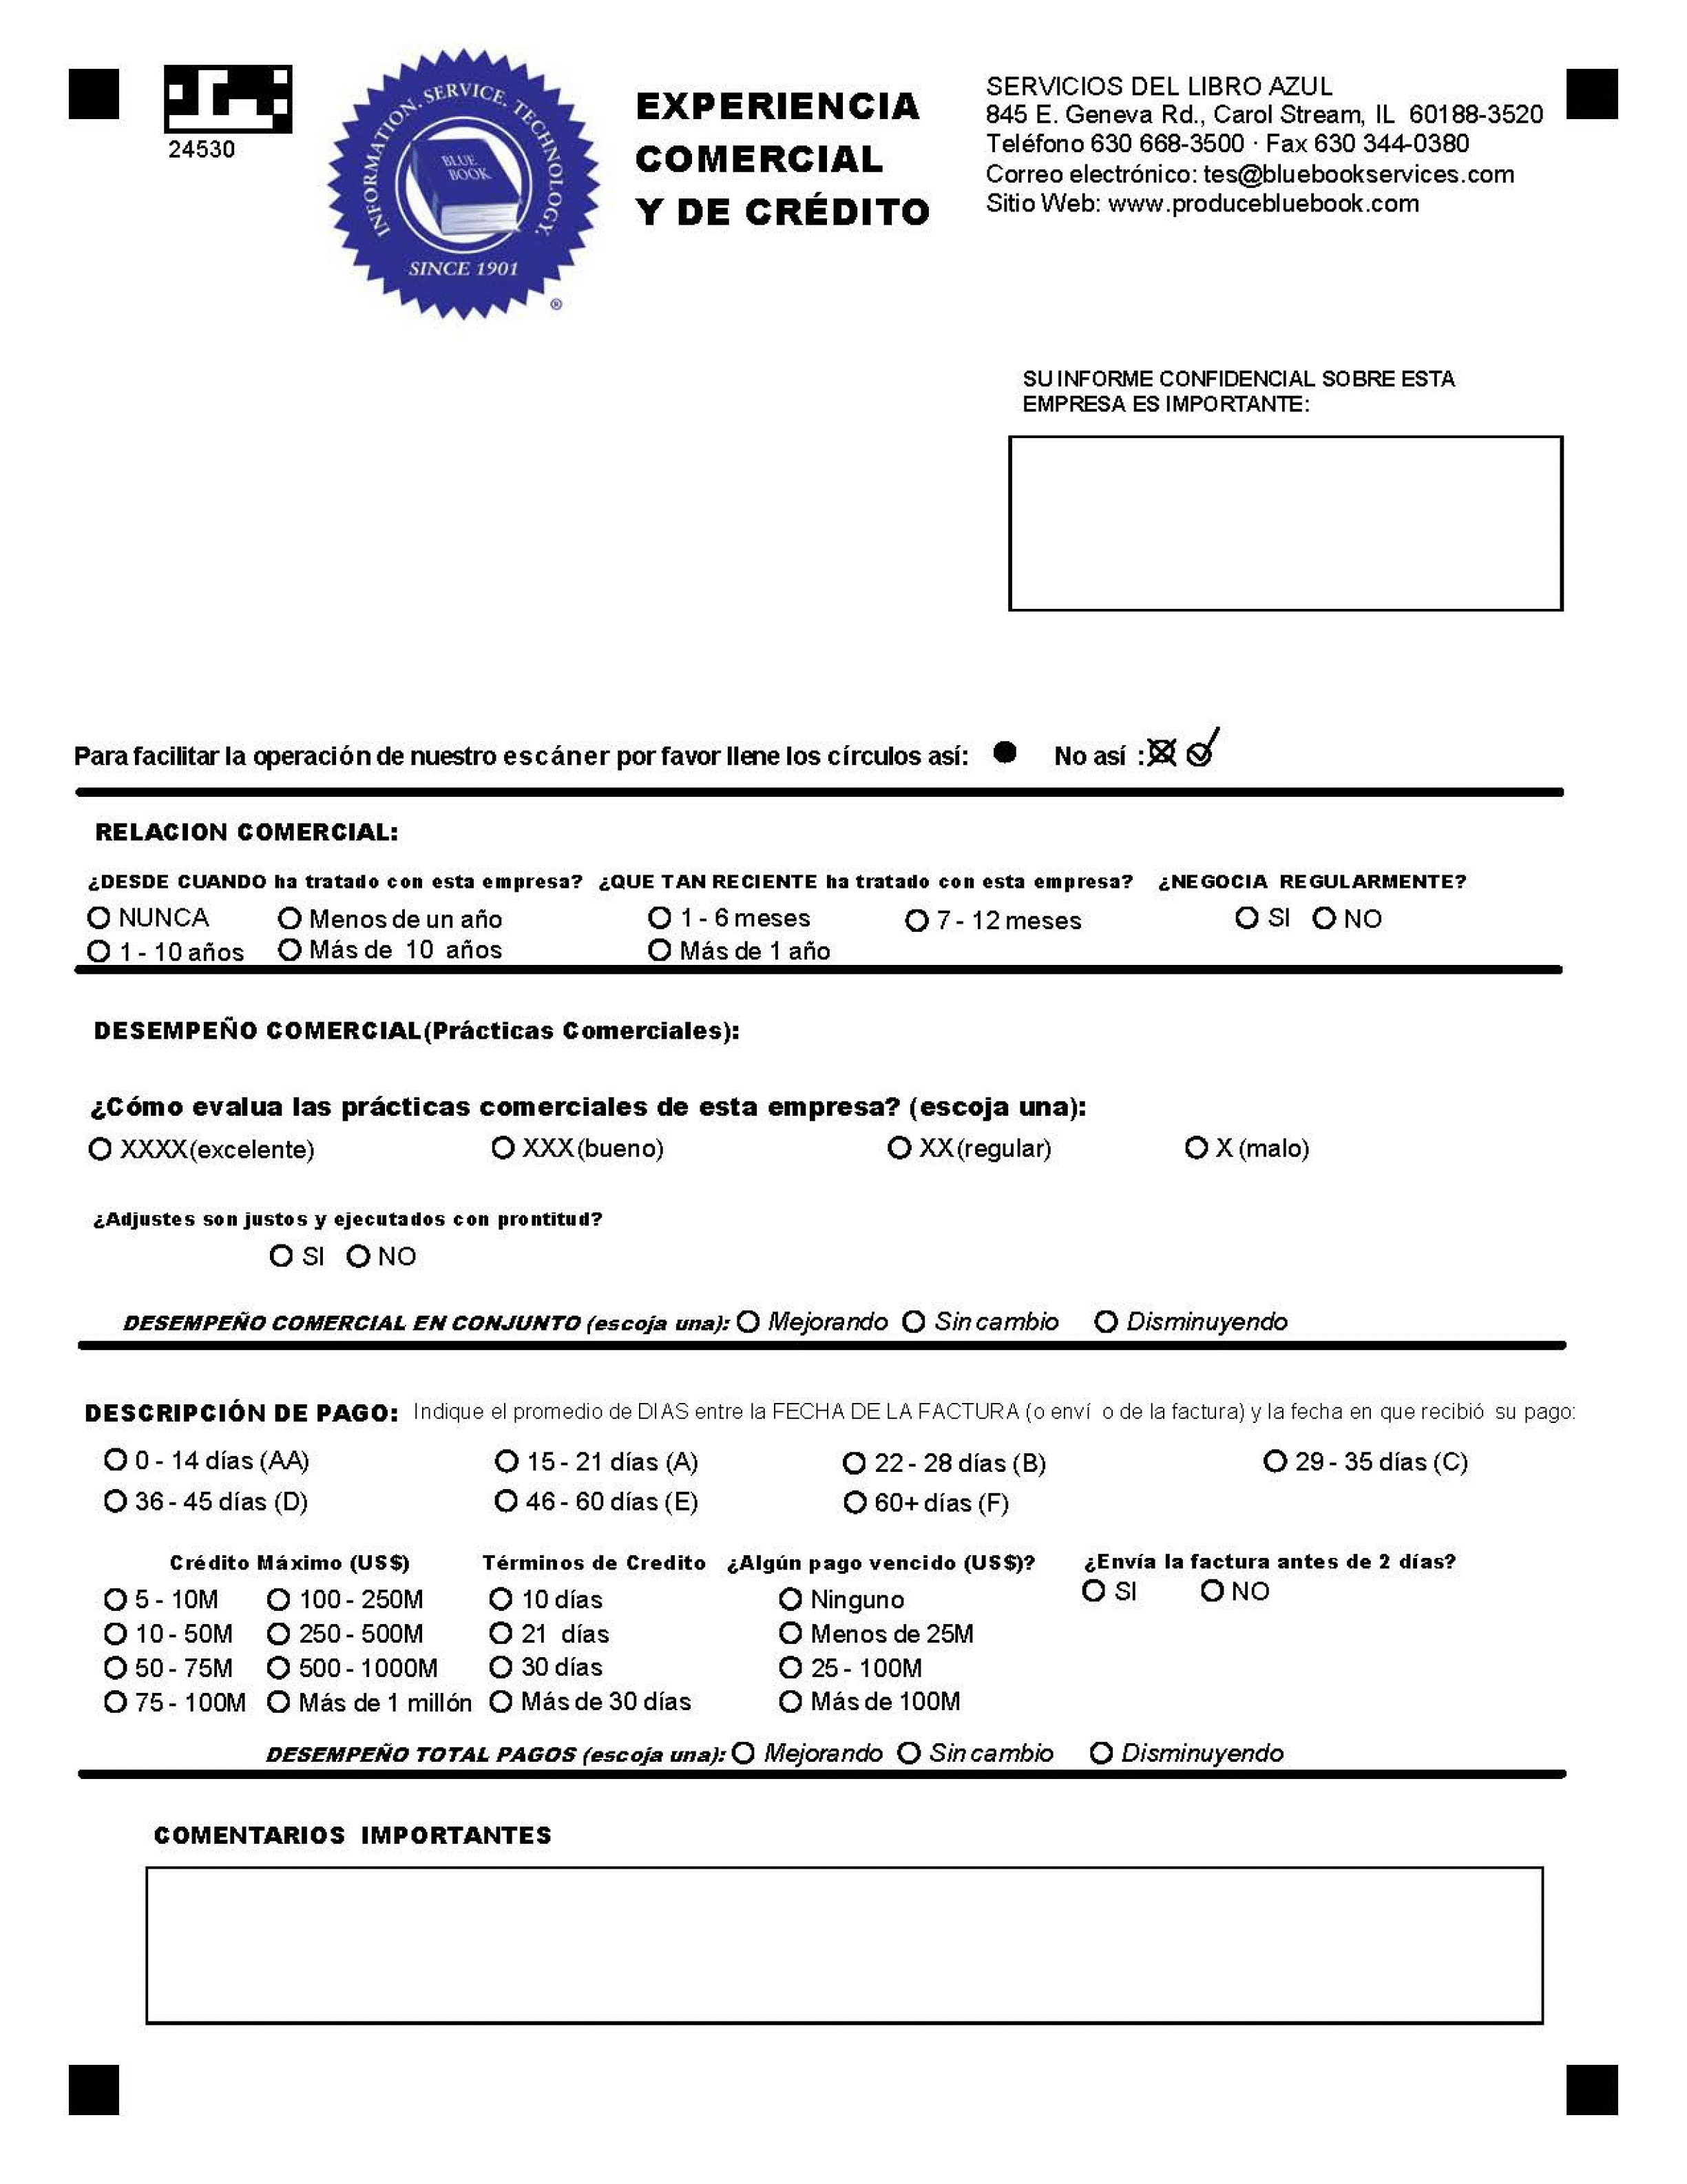 24530
INFORMATION. SERVICE. TECHNOLOGY.
BLUE
BOOK
SINCE 1901
®
EXPERIENCIA
COMERCIAL
Y DE CRÉDITO
SERVICIOS DEL LIBRO AZUL
845 E. Geneva Rd., Carol Stream, IL 60188-3520
Teléfono 630 668-3500 · Fax 630 344-0380
Correo electrónico: tes@bluebookservices.com
Sitio Web: www.producebluebook.com
SU INFORME CONFIDENCIAL SOBRE ESTA
EMPRESA ES IMPORTANTE:
Para facilitar la operación de nuestro escáner por favor llene los círculos así: No así :
RELACION COMERCIAL:
¿DESDE CUANDO ha tratado con esta empresa? ¿QUE TAN RECIENTE ha tratado con esta empresa? ¿NEGOCIA REGULARMENTE?
NUNCA Menos de un año 1 - 6 meses 7 - 12 meses SI NO
1 - 10 años Más de 10 años Más de 1 año
DESEMPEÑO COMERCIAL(Prácticas Comerciales):
¿Cómo evalua las prácticas comerciales de esta empresa? (escoja una):
XXXX(excelente) XXX(bueno) XX(regular) X (malo)
¿Adjustes son justos y ejecutados con prontitud?
SI NO
DESEMPEÑO COMERCIAL EN CONJUNTO (escoja una): Mejorando Sin cambio Disminuyendo
DESCRIPCIÓN DE PAGO: Indique el promedio de DIAS entre la FECHA DE LA FACTURA (o enví o de la factura) y la fecha en que recibió su pago:
0 - 14 días (AA) 15 - 21 días (A) 22 - 28 días (B) 29 - 35 días (C)
36 - 45 días (D) 46 - 60 días (E) 60+ días (F)
Crédito Máximo (US$) Términos de Credito ¿Algún pago vencido (US$)? ¿Envía la factura antes de 2 días?
5 - 10M 100 - 250M 10 días Ninguno SI NO
10 - 50M 250 - 500M 21 días Menos de 25M
50 - 75M 500 - 1000M 30 días 25 - 100M
75 - 100M Más de 1 millón Más de 30 días Más de 100M
DESEMPEÑO TOTAL PAGOS (escoja una): Mejorando Sin cambio Disminuyendo
COMENTARIOS IMPORTANTES